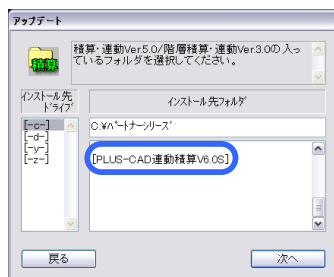 アップデート
積算
積算・連動Ver.5.0/階層積算・連動Ver.3.0の入っ
ているフォルダを選択してください。
インストール先
ドライブ
インストール先フォルダ
[-c-]
[-d-]
[-y-]
[-z-]
C:¥パートナーシリーズ
[PLUS-CAD連動積算V6.0S]
戻る
次へ